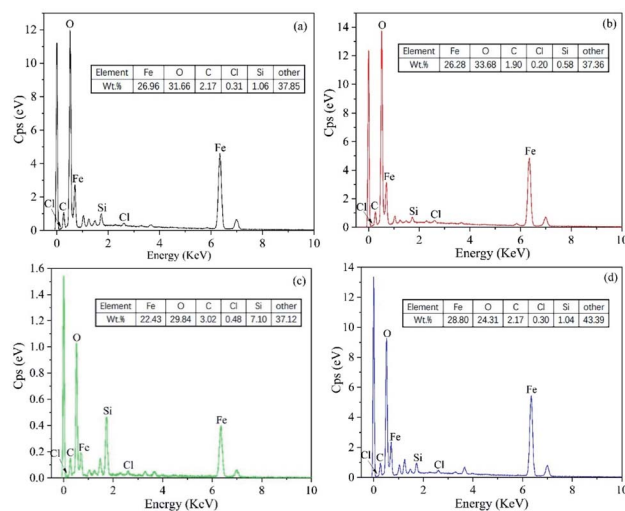 (a)
O
Element Fe O C Cl Si other
Wt.% 26.96 31.66 2.17 0.31 1.06 37.85
Fe
Fe
Cl C
Si
Cl
Cps (eV)
12
10
8
6
4
2
0
0 2 4 6 8 10
Energy (KeV)
(b)
O
Element Fe O C Cl Si other
Wt.% 26.28 33.68 1.90 0.20 0.58 37.36
Fe
Fe
Cl C
Si
Cl
Cps (eV)
14
12
10
8
6
4
2
0
0 2 4 6 8 10
Energy (KeV)
(c)
O
Element Fe O C Cl Si other
Wt.% 22.43 29.84 3.02 0.48 7.10 37.12
Si
Fe
Cl C Fe
Cl
Cps (eV)
1.6
1.4
1.2
1.0
0.8
0.6
0.4
0.2
0.0
0 2 4 6 8 10
Energy (KeV)
(d)
O
Element Fe O C Cl Si other
Wt.% 28.80 24.31 2.17 0.30 1.04 43.39
Fe
Fe
Cl C
Si
Cl
Cps (eV)
14
12
10
8
6
4
2
0
0 2 4 6 8 10
Energy (KeV)